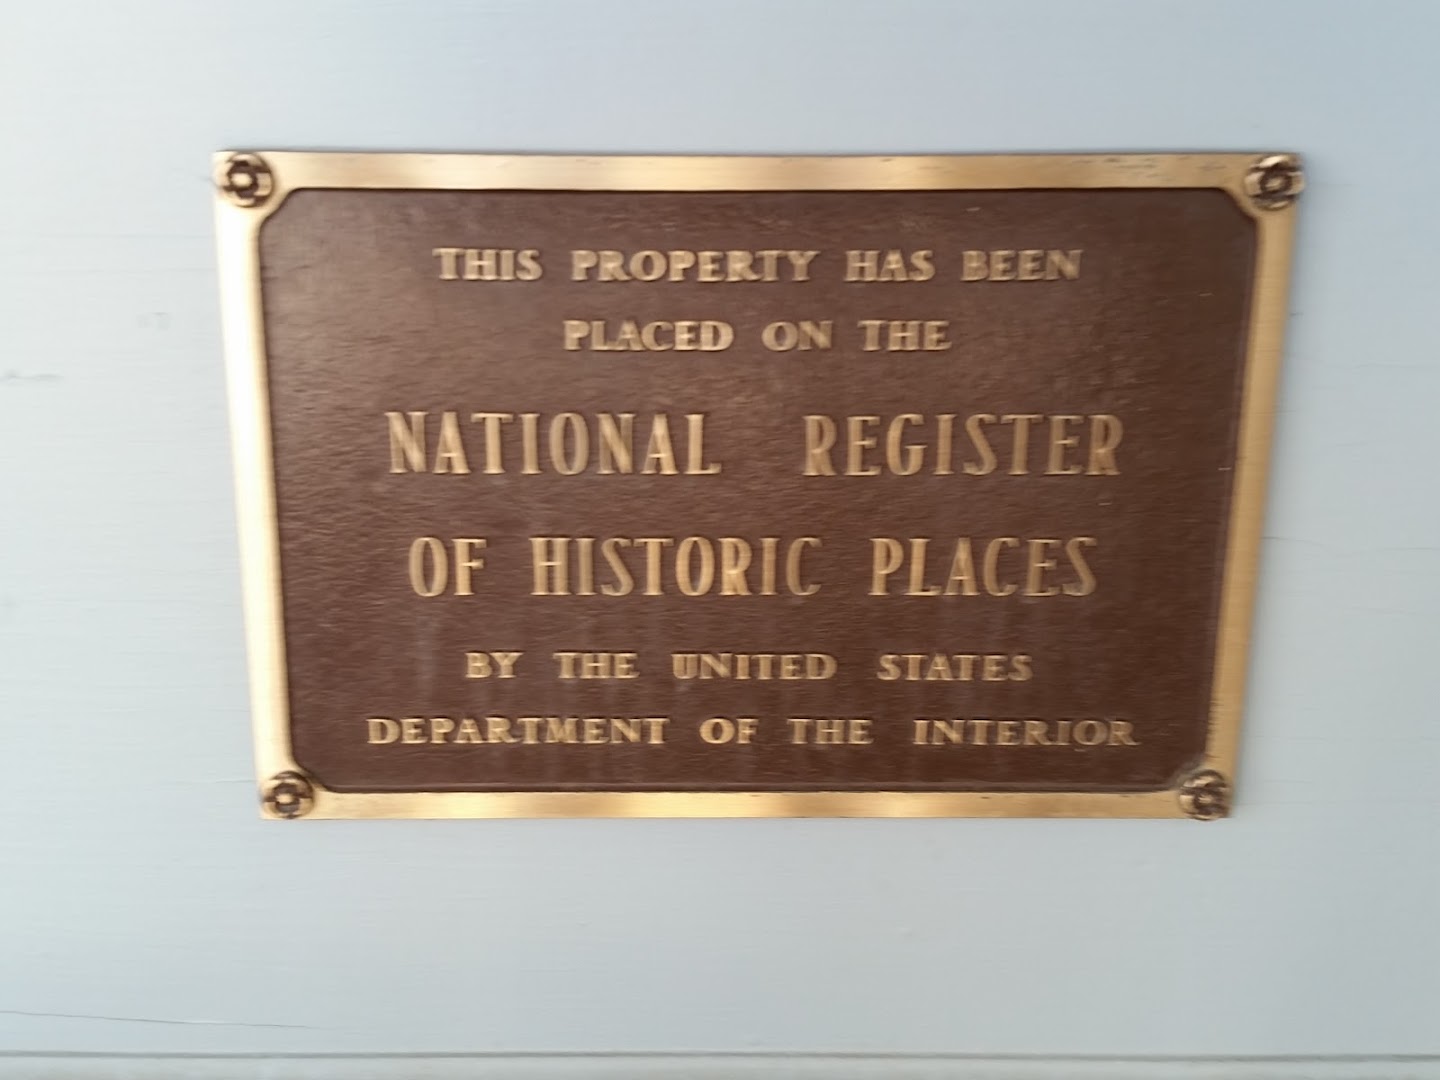 THIS PROPERTY HAS BEEN
PLACED ON THE
NATIONAL REGISTER
OF HISTORIC PLACES
BY THE UNITED STATES
DEPARTMENT OF THE INTERIOR